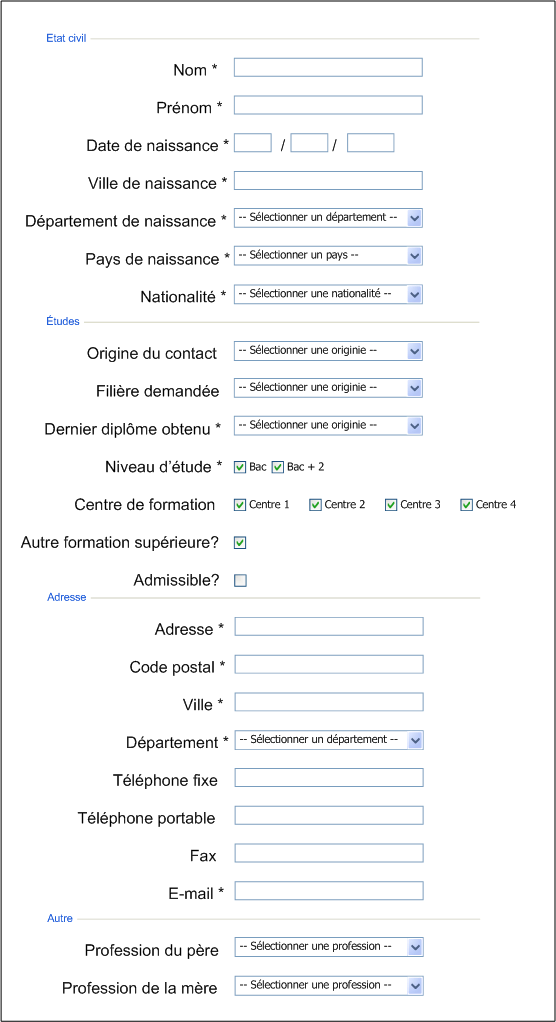 Etat civil
Nom *
Prénom *
Date de naissance * / /
Ville de naissance *
Département de naissance * -- Sélectionner un département --
Pays de naissance * -- Sélectionner un pays --
Nationalité * -- Sélectionner une nationalité --
Études
Origine du contact -- Sélectionner une originie --
Filière demandée -- Sélectionner une originie --
Dernier diplôme obtenu * -- Sélectionner une originie --
Niveau d'étude * Bac Bac + 2
Centre de formation Centre 1 Centre 2 Centre 3 Centre 4
Autre formation supérieure?
Admissible?
Adresse
Adresse *
Code postal *
Ville *
Département * -- Sélectionner un département --
Téléphone fixe
Téléphone portable
Fax
E-mail *
Autre
Profession du père -- Sélectionner une profession --
Profession de la mère -- Sélectionner une profession --